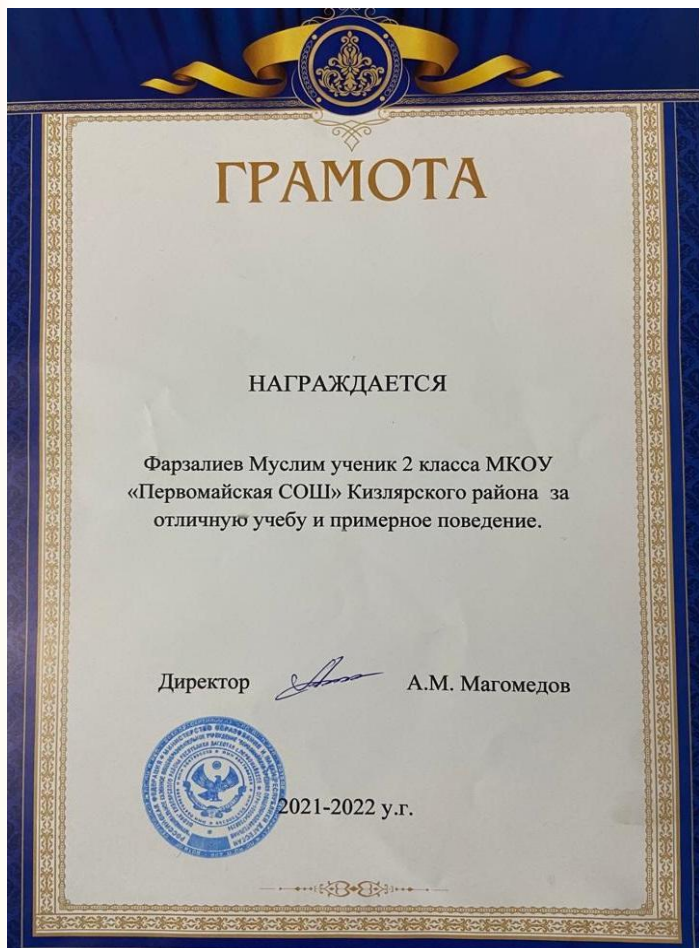 ГРАМОТА
НАГРАЖДАЕТСЯ
Фарзалиев Муслим ученик 2 класса МКОУ
«Первомайская СОШ» Кизлярского района за
отличную учебу и примерное поведение.
Директор А.М. Магомедов
2021-2022 у.г.